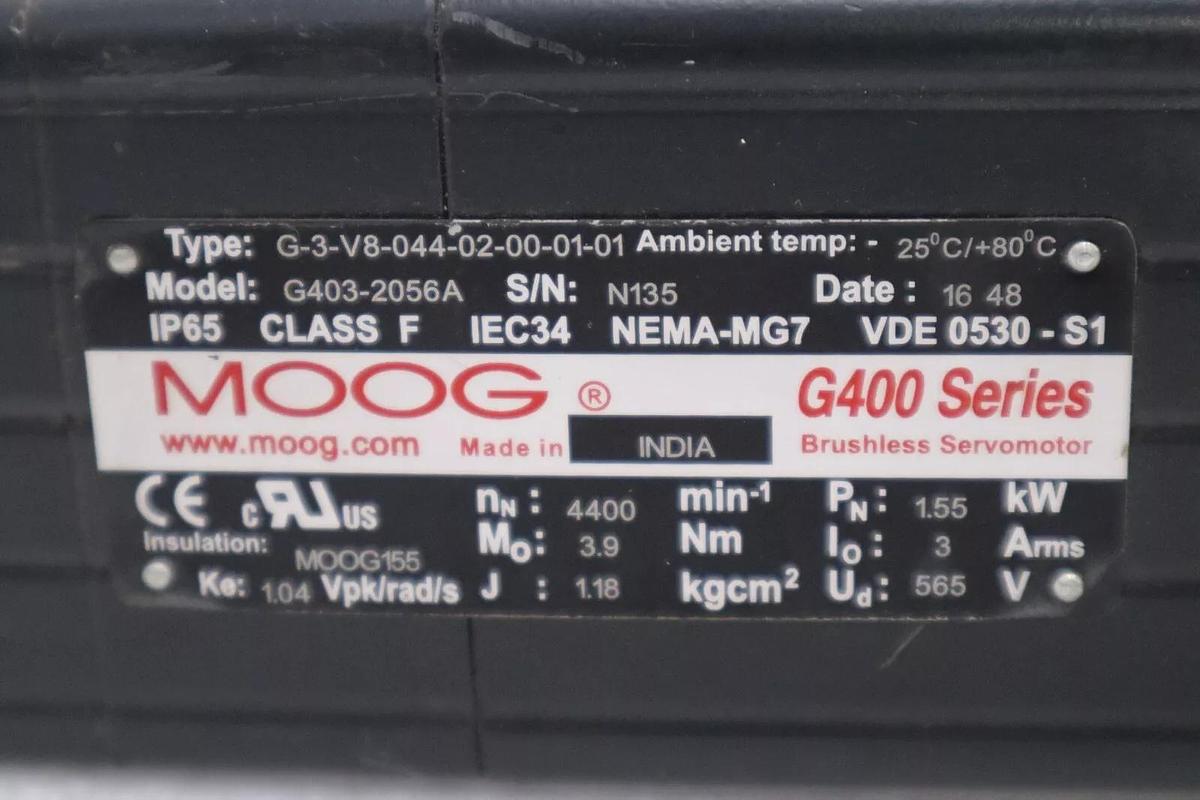 Type: G-3-V8-044-02-00-01-01 Ambient temp: - 25⁰C/+80⁰C
Model: G403-2056A S/N: N135 Date : 16 48
IP65 CLASS F IEC34 NEMA-MG7 VDE 0530 - S1
MOOG ® G400 Series
www.moog.com Made in INDIA Brushless Servomotor
CE c RU US nN : 4400 min-1 PN : 1.55 kW
Insulation: MOOG155 Mo: 3.9 Nm Io : 3 Arms
Ke: 1.04 Vpk/rad/s J : 1.18 kgcm² Ud : 565 V